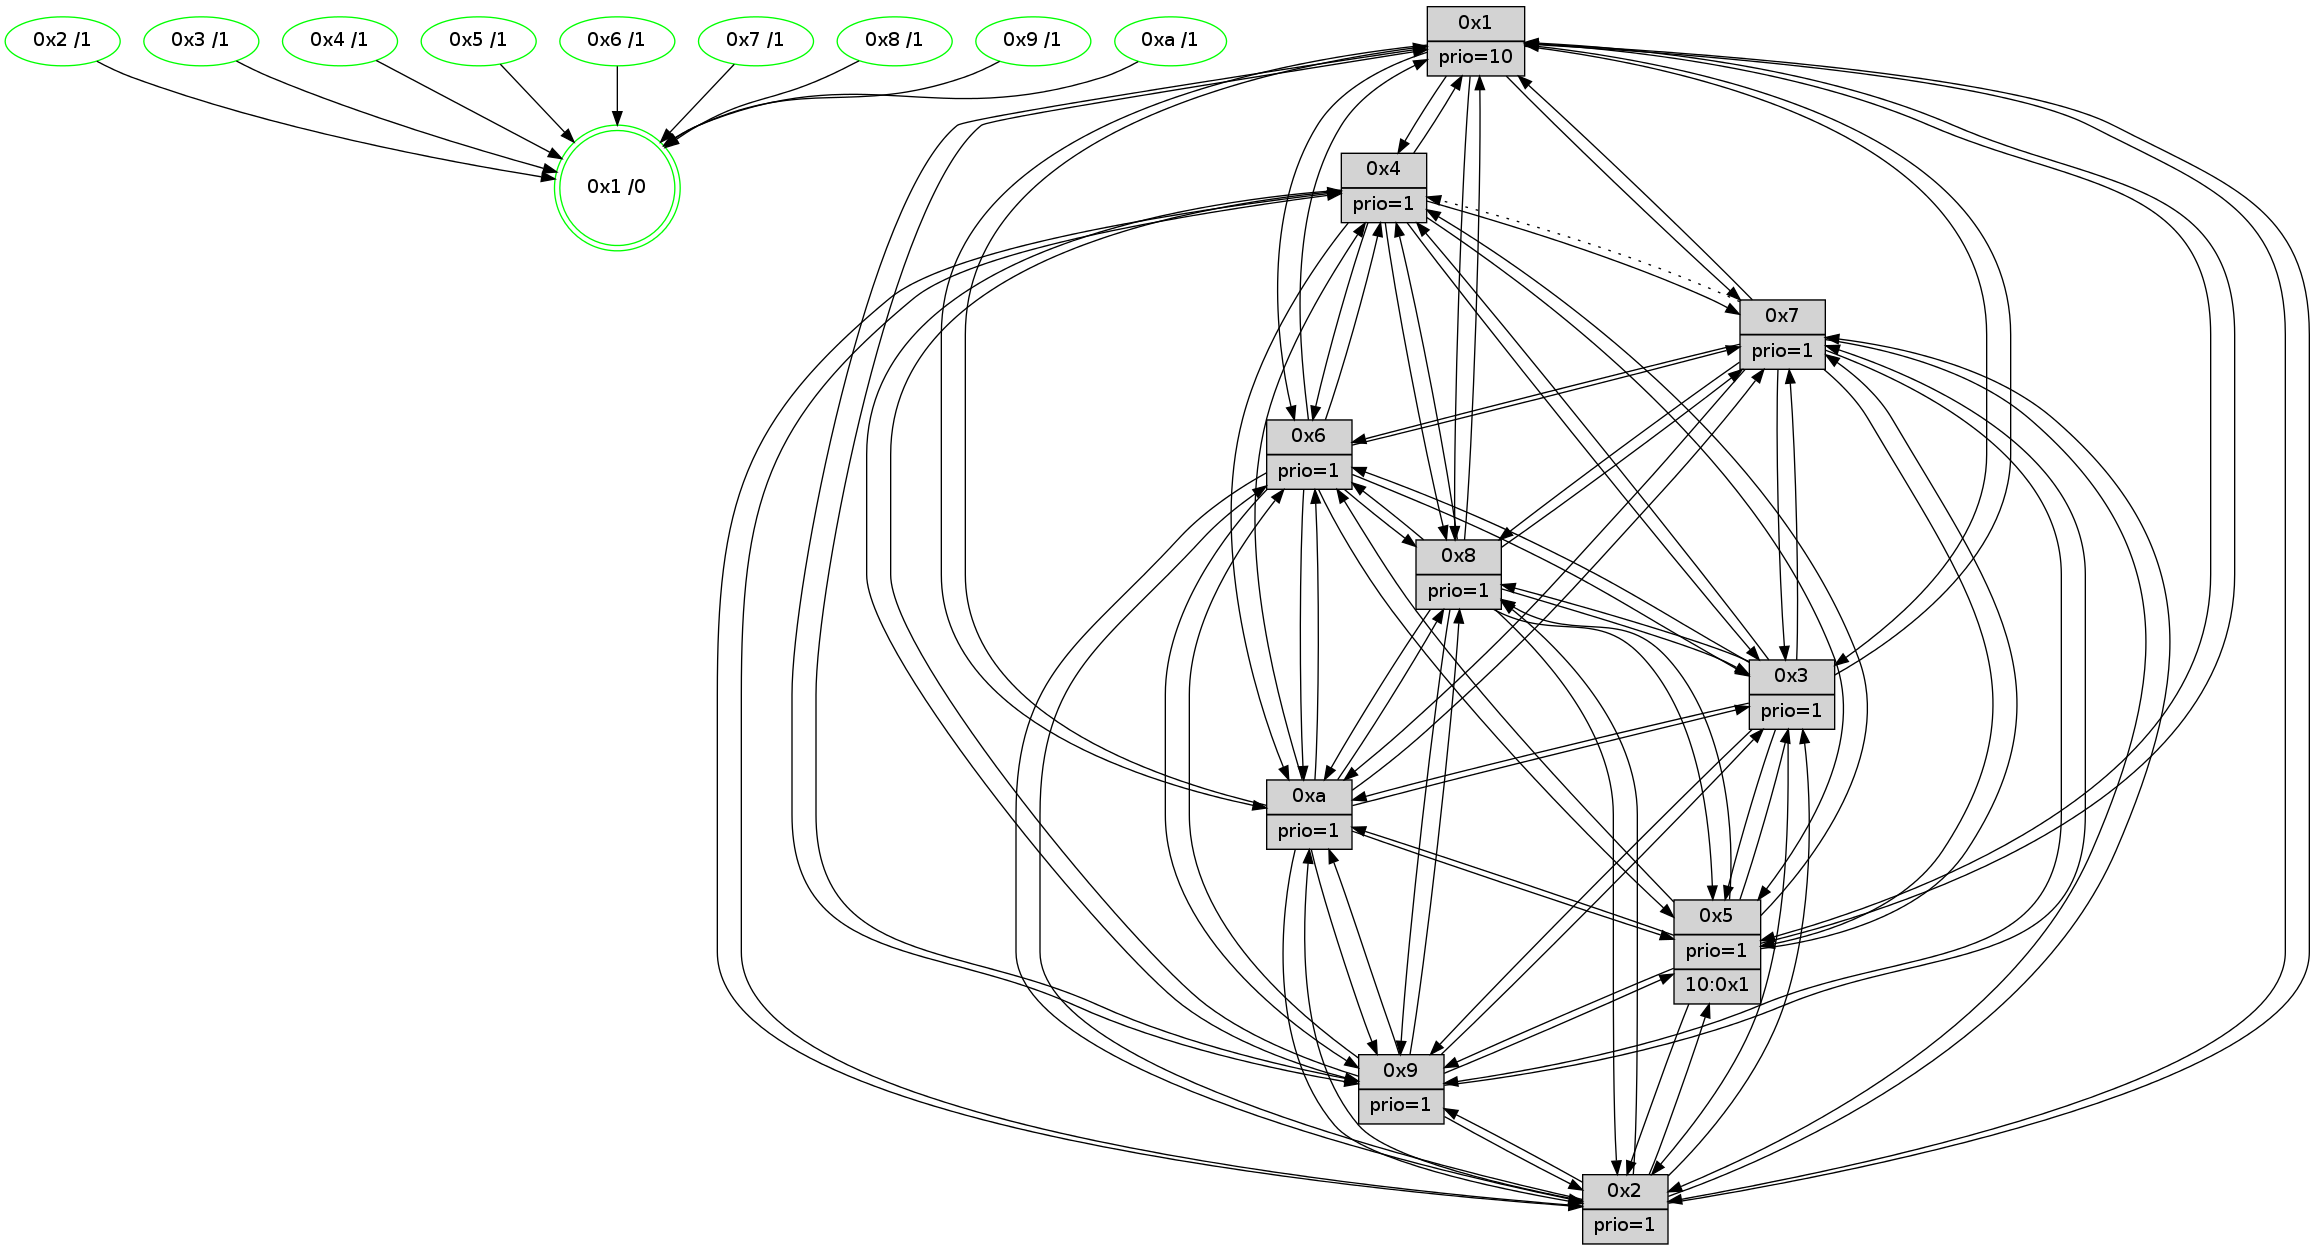 0x2 /1
0x3 /1
0x4 /1
0x5 /1
0x6 /1
0x7 /1
0x8 /1
0x9 /1
0xa /1
0x1 /0
0x1
prio=10
0x4
prio=1
0x7
prio=1
0x6
prio=1
0x8
prio=1
0x3
prio=1
0xa
prio=1
0x5
prio=1
10:0x1
0x9
prio=1
0x2
prio=1